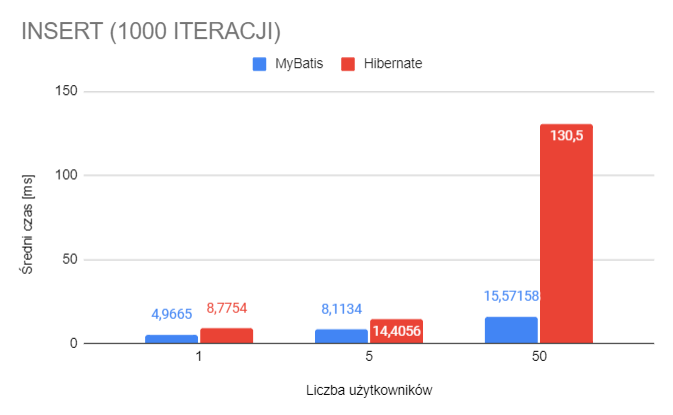 INSERT (1000 ITERACJI)
MyBatis Hibernate
150
100
50
0
Średni czas [ms]
4,9665
8,7754
8,1134
14,4056
15,57158
130,5
1 5 50
Liczba użytkowników